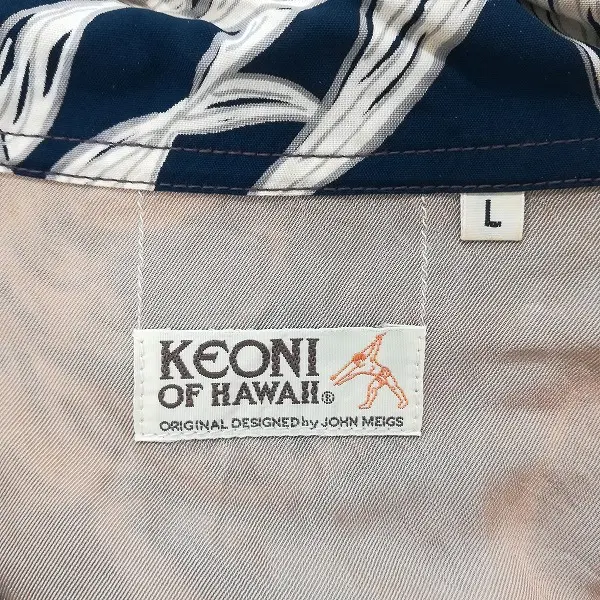 L
KEONI
OF HAWAII®
ORIGINAL DESIGNED by JOHN MEIGS